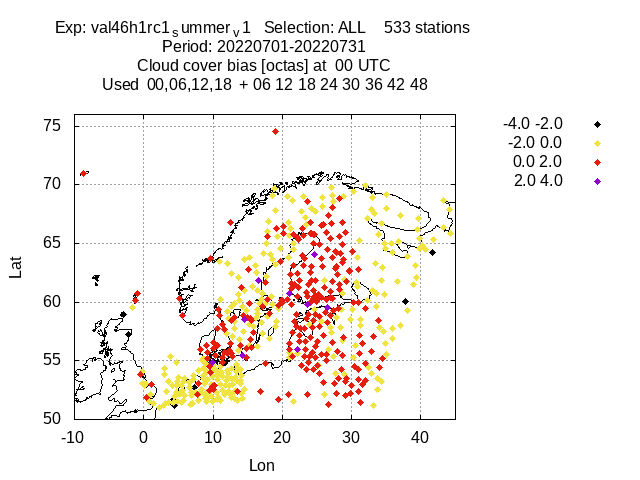 Exp: val46h1rc1summerv1 Selection: ALL 533 stations
Period: 20220701-20220731
Cloud cover bias [octas] at 00 UTC
Used 00,06,12,18 + 06 12 18 24 30 36 42 48
-4.0 -2.0
-2.0 0.0
0.0 2.0
2.0 4.0
75
70
65
60
55
50
Lat
-10 0 10 20 30 40
Lon